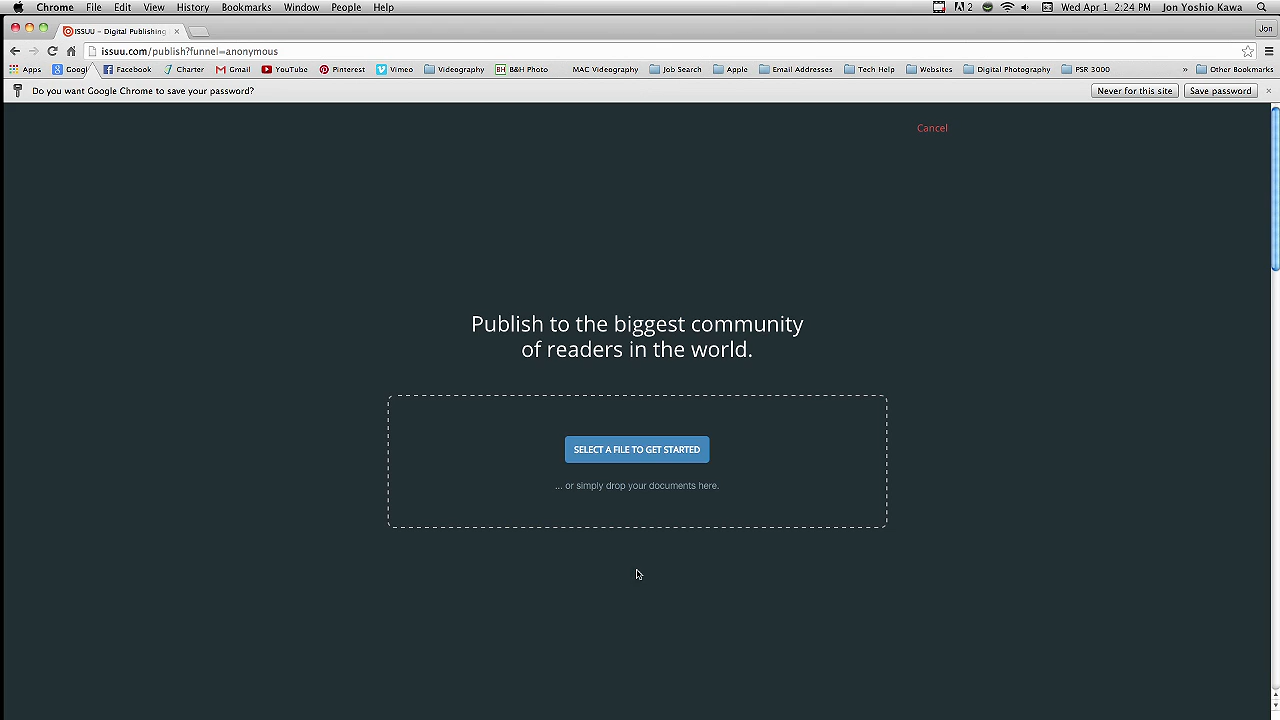 Chrome File Edit View History Bookmarks Window People Help 2 Wed Apr 1 2:24 PM Jon Yoshio Kawa
ISSUU - Digital Publishing Jon
issuu.com/publish?funnel=anonymous
Apps Googl Facebook Charter Gmail YouTube Pinterest Vimeo Videography B&H Photo MAC Videography Job Search Apple Email Addresses Tech Help Websites Digital Photography PSR 3000 » Other Bookmarks
Do you want Google Chrome to save your password? Never for this site Save password
Cancel
Publish to the biggest community
of readers in the world.
SELECT A FILE TO GET STARTED
... or simply drop your documents here.